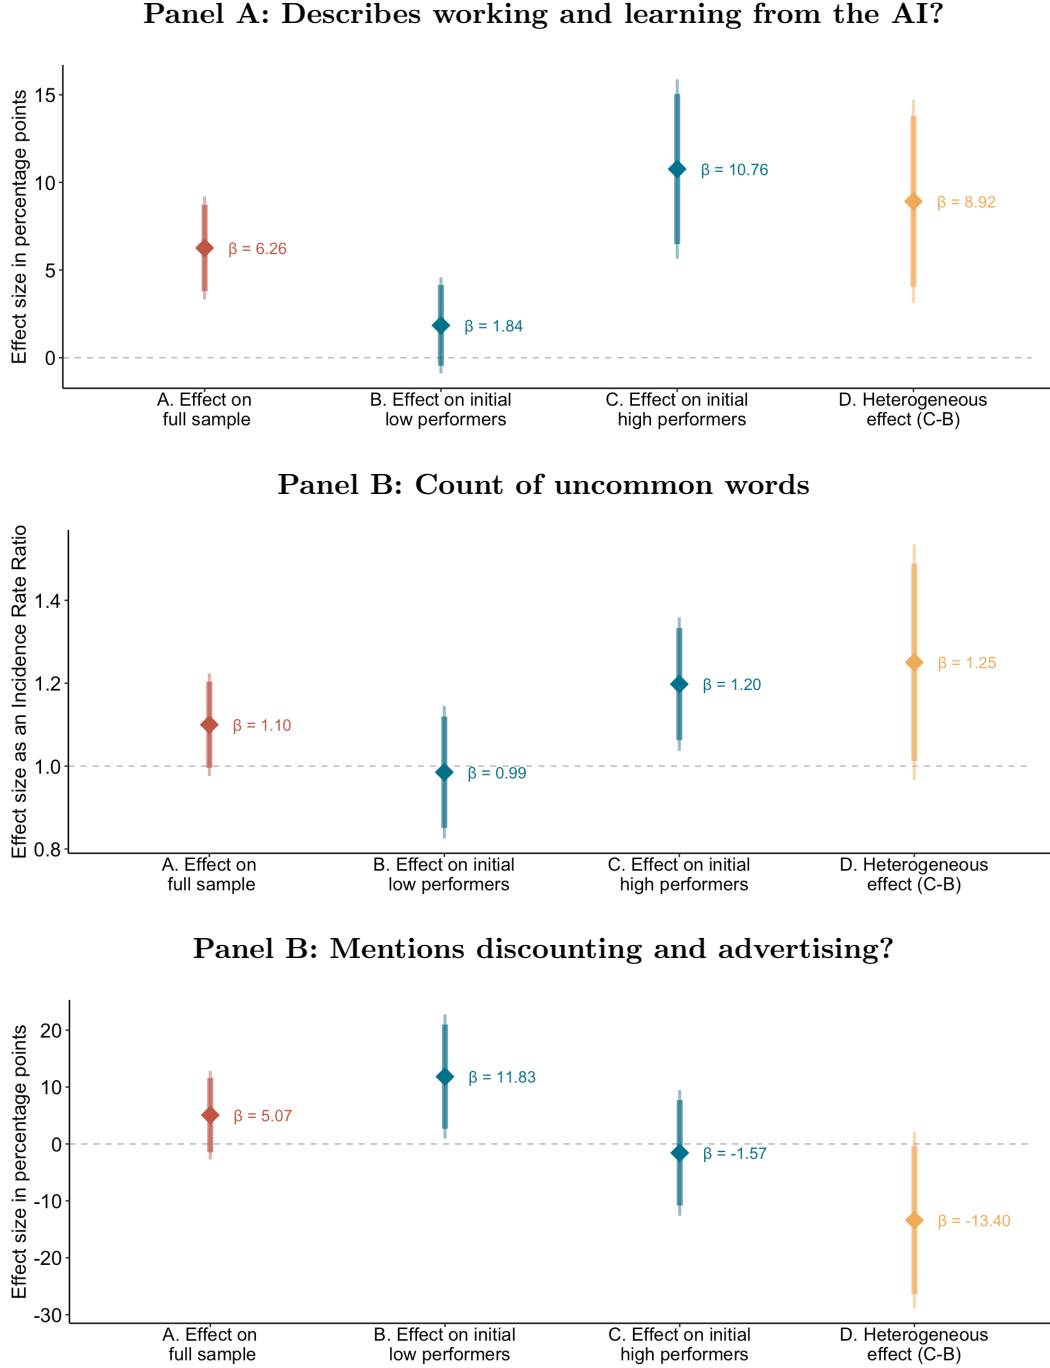 Panel A: Describes working and learning from the AI?
Effect size in percentage points
15
10
5
0
β = 6.26
β = 1.84
β = 10.76
β = 8.92
A. Effect on
full sample
B. Effect on initial
low performers
C. Effect on initial
high performers
D. Heterogeneous
effect (C-B)
Panel B: Count of uncommon words
Effect size as an Incidence Rate Ratio
1.4
1.2
1.0
0.8
β = 1.10
β = 0.99
β = 1.20
β = 1.25
A. Effect on
full sample
B. Effect on initial
low performers
C. Effect on initial
high performers
D. Heterogeneous
effect (C-B)
Panel B: Mentions discounting and advertising?
Effect size in percentage points
20
10
0
-10
-20
-30
β = 5.07
β = 11.83
β = -1.57
β = -13.40
A. Effect on
full sample
B. Effect on initial
low performers
C. Effect on initial
high performers
D. Heterogeneous
effect (C-B)